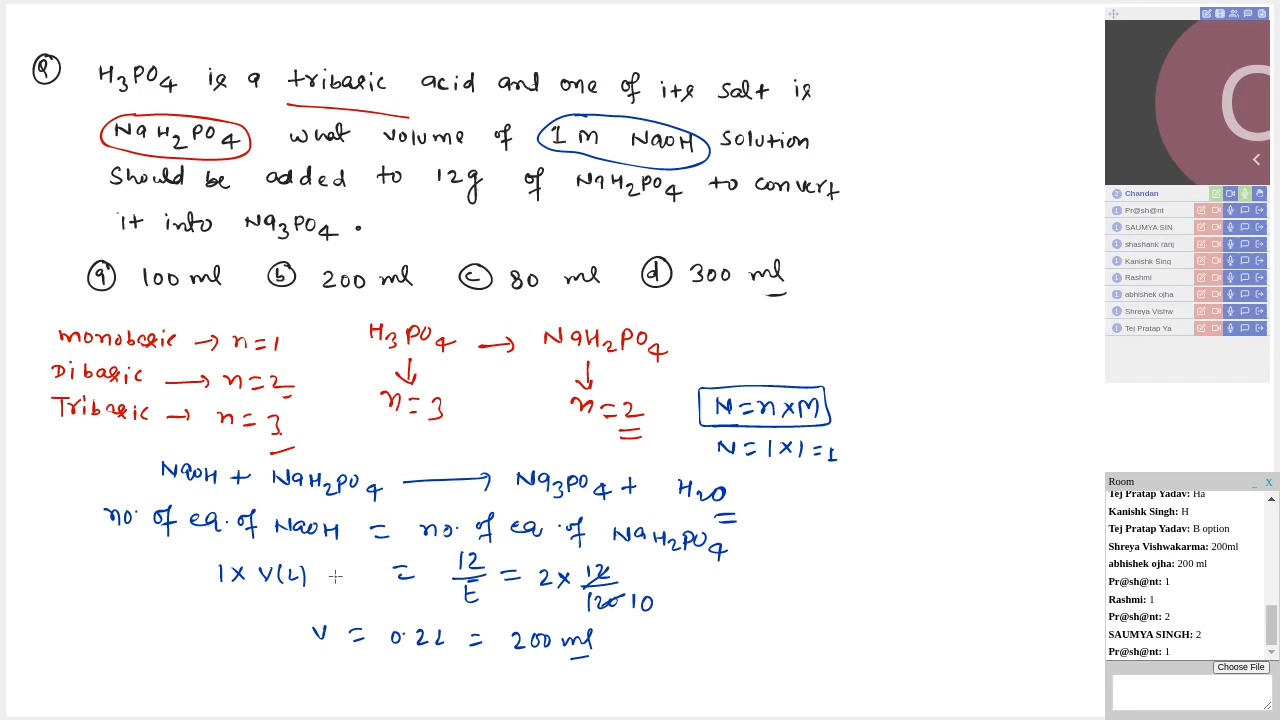 Q H3PO4 is a tribasic acid and one of its salt is
NaH2PO4 what volume of 1 M NaOH solution
should be added to 12g of NaH2PO4 to convert
it into Na3PO4.
(a) 100 ml (b) 200 ml (c) 80 ml (d) 300 ml
monobasic → n=1
Dibasic → n=2
Tribasic → n=3
H3PO4 → NaH2PO4
↓ ↓
n=3 n=2
N=n×M
N=1×1=1
NaOH + NaH2PO4 → Na3PO4 + H2O
no. of eq. of NaOH = no. of eq. of NaH2PO4
1 × V(L) = 12/E = 2 × 12/120 10
V = 0.2L = 200 ml
C
Chandan
Pr@sh@nt
SAUMYA SIN
shashank ranj
Kanishk Sing
Rashmi
abhishek ojha
Shreya Vishw
Tej Pratap Ya
Room _ X
Tej Pratap Yadav: Ha
Kanishk Singh: H
Tej Pratap Yadav: B option
Shreya Vishwakarma: 200ml
abhishek ojha: 200 ml
Pr@sh@nt: 1
Rashmi: 1
Pr@sh@nt: 2
SAUMYA SINGH: 2
Pr@sh@nt: 1
Choose File